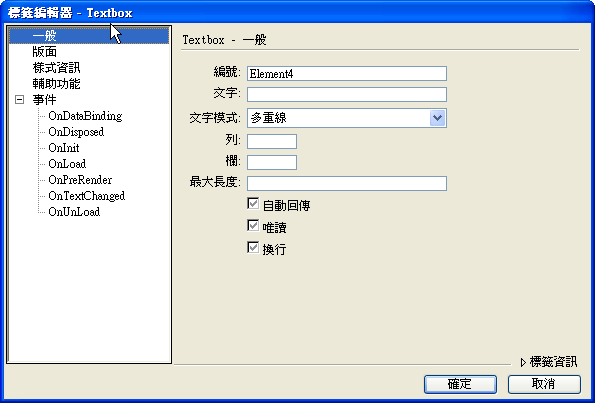 標籤編輯器 - Textbox
一般
版面
樣式資訊
輔助功能
事件
OnDataBinding
OnDisposed
OnInit
OnLoad
OnPreRender
OnTextChanged
OnUnLoad
Textbox - 一般
編號: Element4
文字:
文字模式: 多重線
列:
欄:
最大長度:
自動回傳
唯讀
換行
標籤資訊
確定 取消